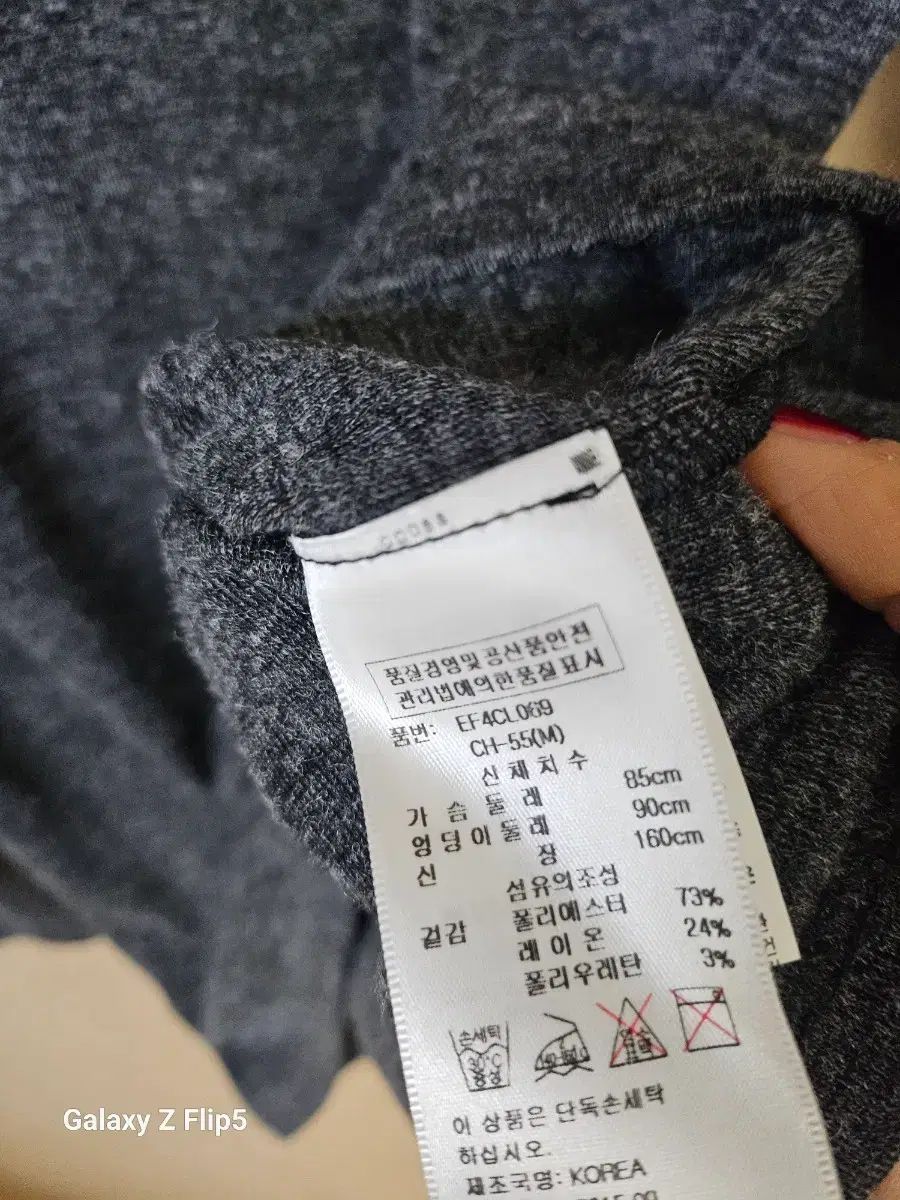 품질경영및공산품안전
관리법에의한품질표시
품번: EF4CL069
CH-55(M)
신체치수
가슴둘레 85cm
엉덩이둘레 90cm
신장 160cm
섬유의조성
겉감 폴리에스터 73%
레이온 24%
폴리우레탄 3%
손세탁
이 상품은 단독손세탁
하십시오.
제조국명: KOREA
Galaxy Z Flip5